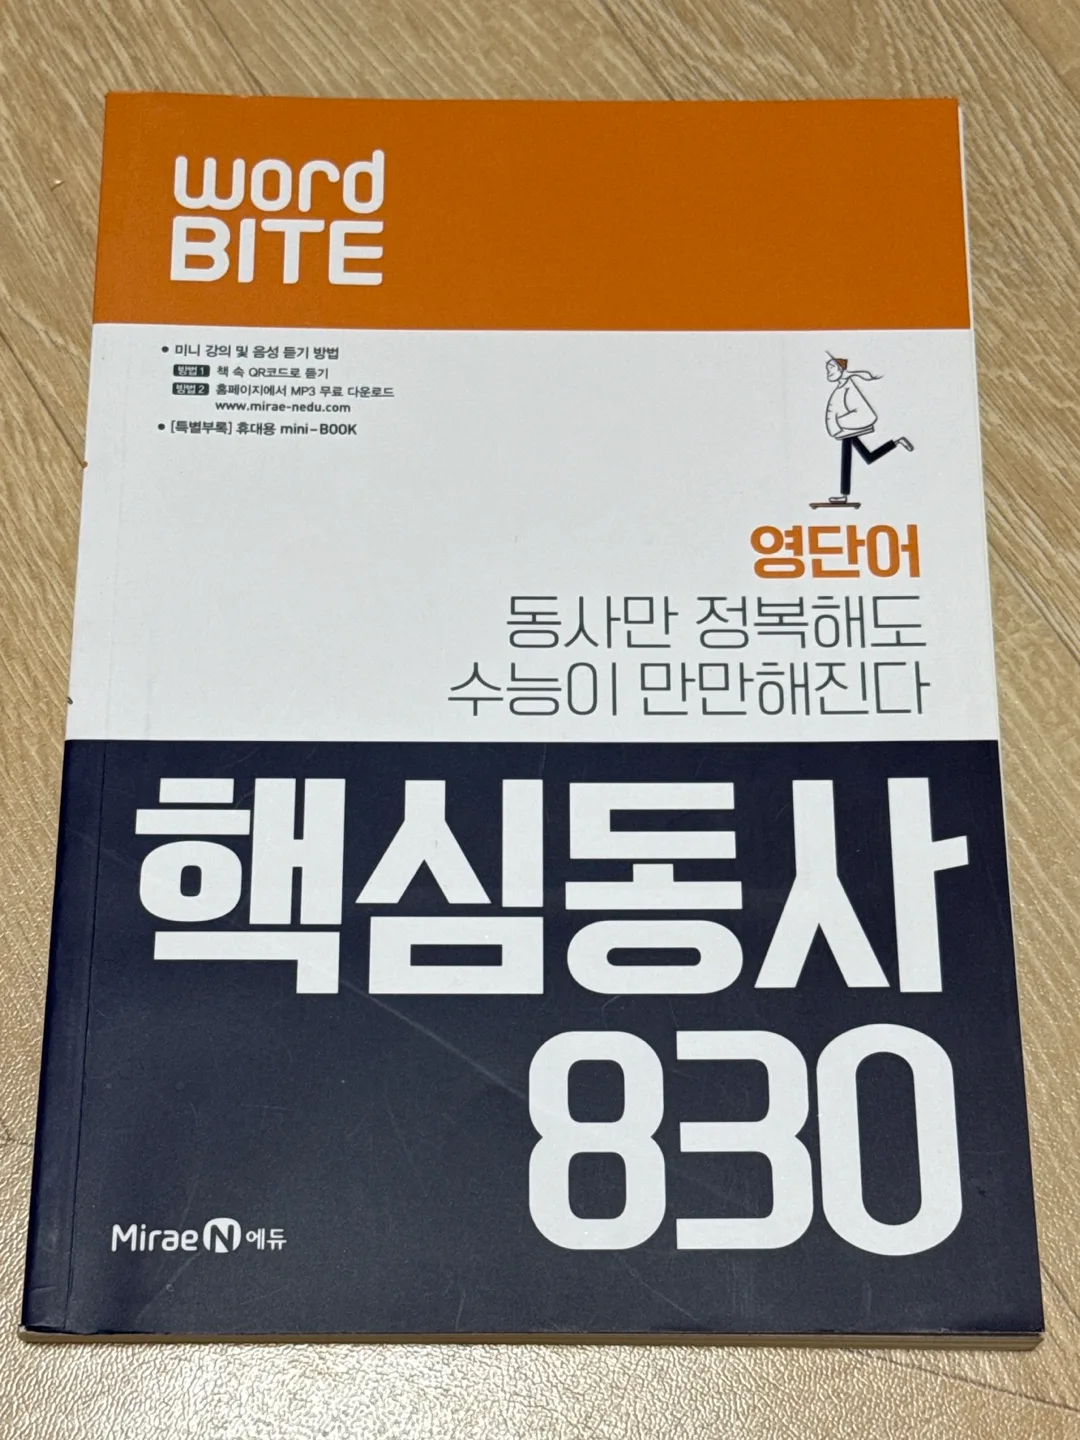 word
BITE
• 미니 강의 및 음성 듣기 방법
방법 1 책 속 QR코드로 듣기
방법 2 홈페이지에서 MP3 무료 다운로드
www.mirae-nedu.com
• [특별부록] 휴대용 mini-BOOK
영단어
동사만 정복해도
수능이 만만해진다
핵심동사
830
Mirae N 에듀